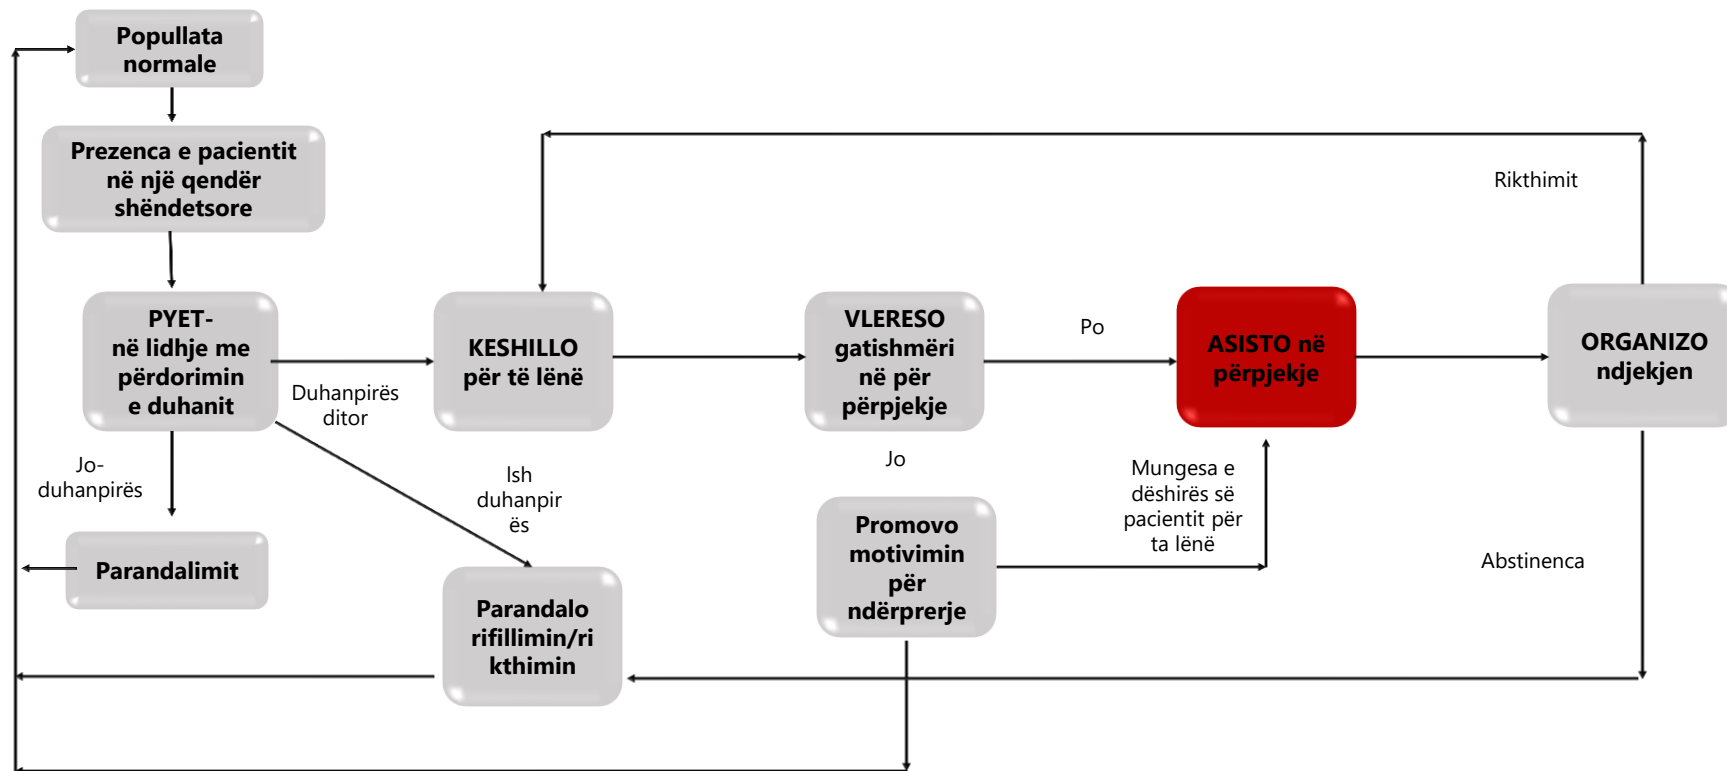 Popullata
normale
Prezenca e pacientit
në një qendër
shëndetsore
Rikthimit
PYET-
në lidhje me
përdorimin
e duhanit
KESHILLO
për të lënë
VLERESO
gatishmëri
në për
përpjekje
Po
ASISTO në
përpjekje
ORGANIZO
ndjekjen
Duhanpirës
ditor
Jo-
duhanpirës
Ish
duhanpir
ës
Jo
Mungesa e
dëshirës së
pacientit për
ta lënë
Promovo
motivimin
për
ndërprerje
Abstinenca
Parandalimit
Parandalo
rifillimin/ri
kthimin